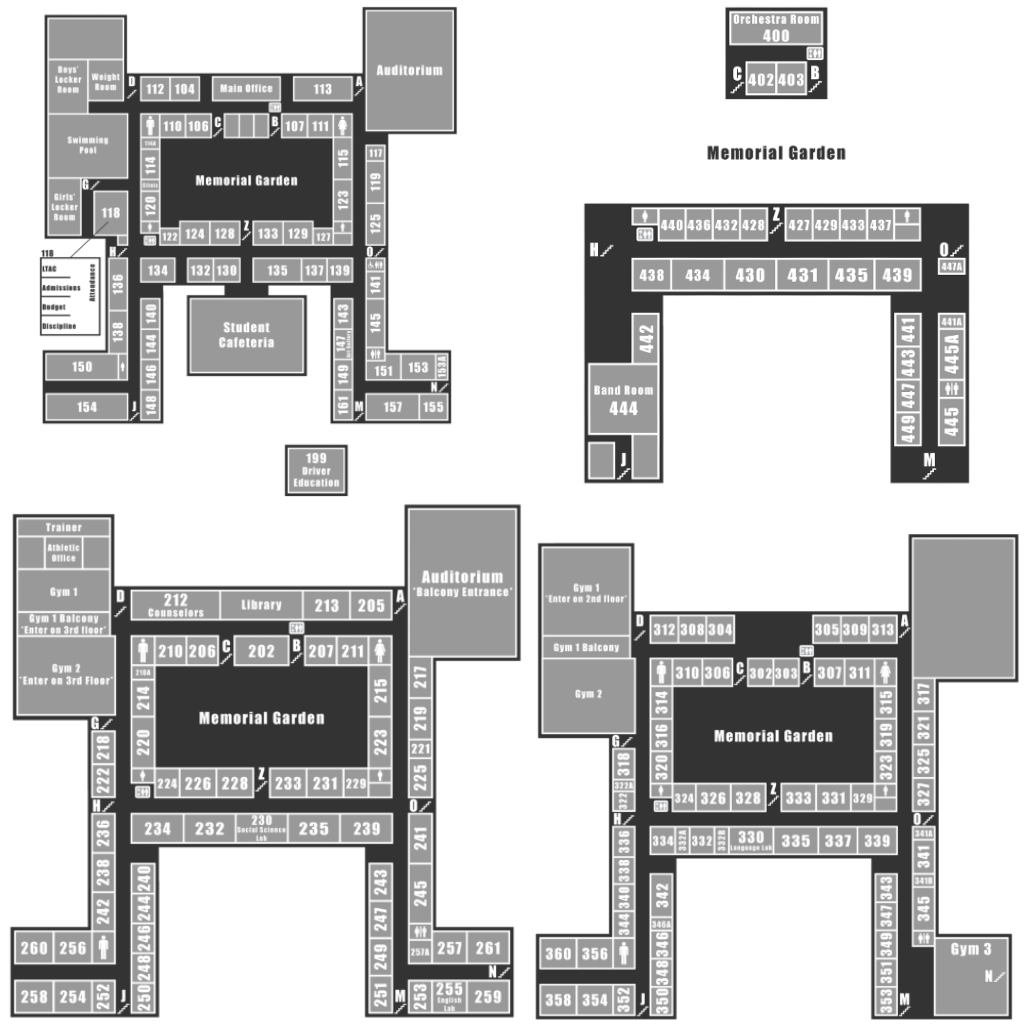 Boys'
Locker
Room
Weight
Room
Swimming
Pool
Girls'
Locker
Room
G
118
D
112
104
Main Office
113
A
Auditorium
110
106
C
B
107
111
114A
114
Clinic
120
122
124
128
Z
133
129
127
115
123
Memorial Garden
117
119
125
H
118
LTAC
Admissions
Budget
Discipline
Attendance
134
132
130
135
137
139
O
136
138
150
154
J
140
144
146
148
Student
Cafeteria
143
147
149
161
M
141
145
151
153
153A
N
157
155
199
Driver
Education
Orchestra Room
400
C
402
403
B
Memorial Garden
440
436
432
428
Z
427
429
433
437
H
O
447A
438
434
430
431
435
439
442
Band Room
444
J
441
443
447
449
441A
445A
445
M
Trainer
Athletic
Office
Gym 1
Gym 1 Balcony
*Enter on 3rd floor*
Gym 2
*Enter on 3rd Floor*
D
212
Counselors
Library
213
205
A
Auditorium
*Balcony Entrance*
210
206
C
202
B
207
211
210A
214
220
Memorial Garden
215
223
217
219
221
225
G
218
222
224
226
228
Z
233
231
229
H
O
234
232
230
Social Science
Lab
235
239
236
238
242
260
256
258
254
252
J
240
244
246
248
250
243
247
249
251
M
241
245
257A
257
261
N
253
255
English
Lab
259
Gym 1
*Enter on 2nd floor*
Gym 1 Balcony
Gym 2
D
312
308
304
305
309
313
A
310
306
C
302
303
B
307
311
314
316
320
Memorial Garden
315
319
323
317
321
325
327
G
318
322A
322
324
326
328
Z
333
331
329
H
O
334
332A
332
332B
330
Language Lab
335
337
339
336
338
340
344
360
356
358
354
352
J
342
346A
346
348
350
343
347
349
351
353
M
341A
341
341B
345
Gym 3
N